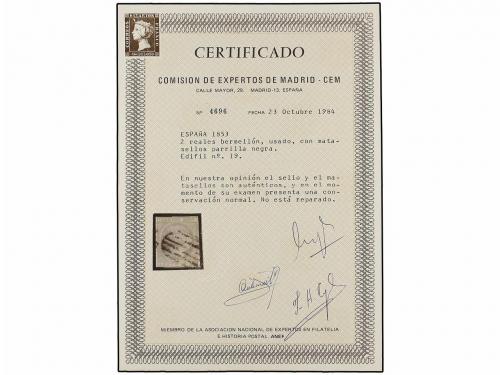 CERTIFICADO
COMISION DE EXPERTOS DE MADRID - CEM
CALLE MAYOR, 29. MADRID-13. ESPAÑA
Nº 4696 FECHA 23 Octubre 1984
ESPAÑA 1853
2 reales bermellón, usado, con mata-
sellos parrilla negra.
Edifil nº. 19.
En nuestra opinión el sello y el ma-
tasellos son auténticos, y en el mo-
mento de su examen presenta una con-
servación normal. No está reparado.
MIEMBRO DE LA ASOCIACION NACIONAL DE EXPERTOS EN FILATELIA
E HISTORIA POSTAL. ANEF